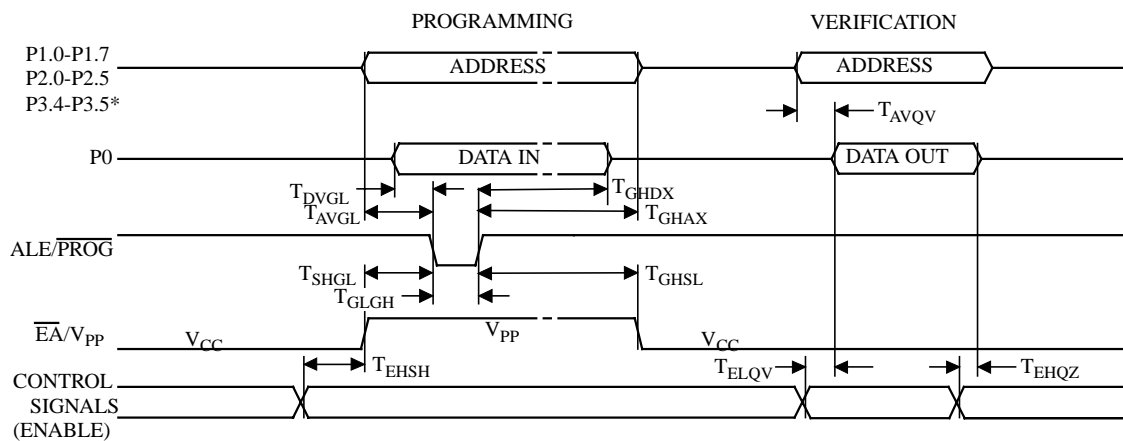 PROGRAMMING VERIFICATION
P1.0-P1.7
P2.0-P2.5
P3.4-P3.5*
ADDRESS ADDRESS
TAVQV
P0 DATA IN DATA OUT
TDVGL TGHDX
TAVGL TGHAX
ALE/PROG
TSHGL TGHSL
TGLGH
EA/VPP VCC VPP VCC
TEHSH TELQV TEHQZ
CONTROL
SIGNALS
(ENABLE)